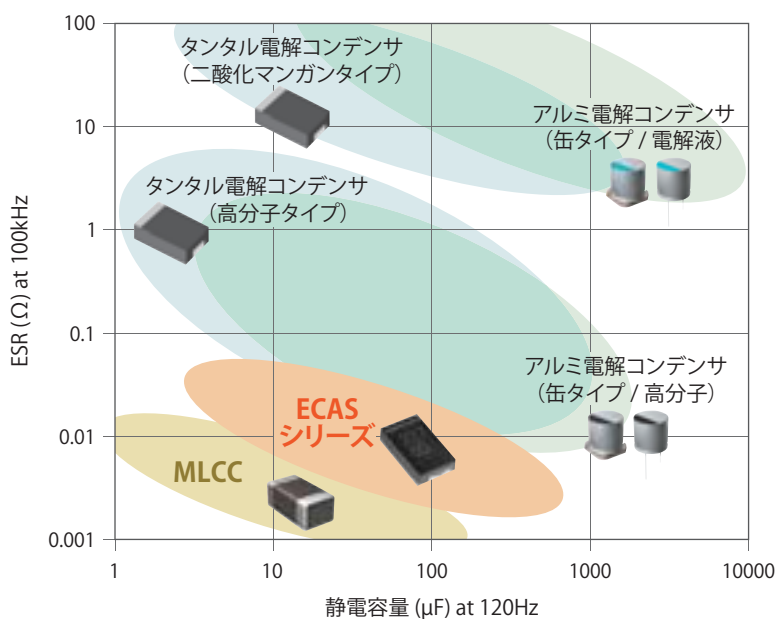 100
10
1
0.1
0.01
0.001
ESR (Ω) at 100kHz
タンタル電解コンデンサ
（二酸化マンガンタイプ）
アルミ電解コンデンサ
（缶タイプ / 電解液）
タンタル電解コンデンサ
（高分子タイプ）
アルミ電解コンデンサ
（缶タイプ / 高分子）
ECAS
シリーズ
MLCC
1
10
100
1000
10000
静電容量 (μF) at 120Hz